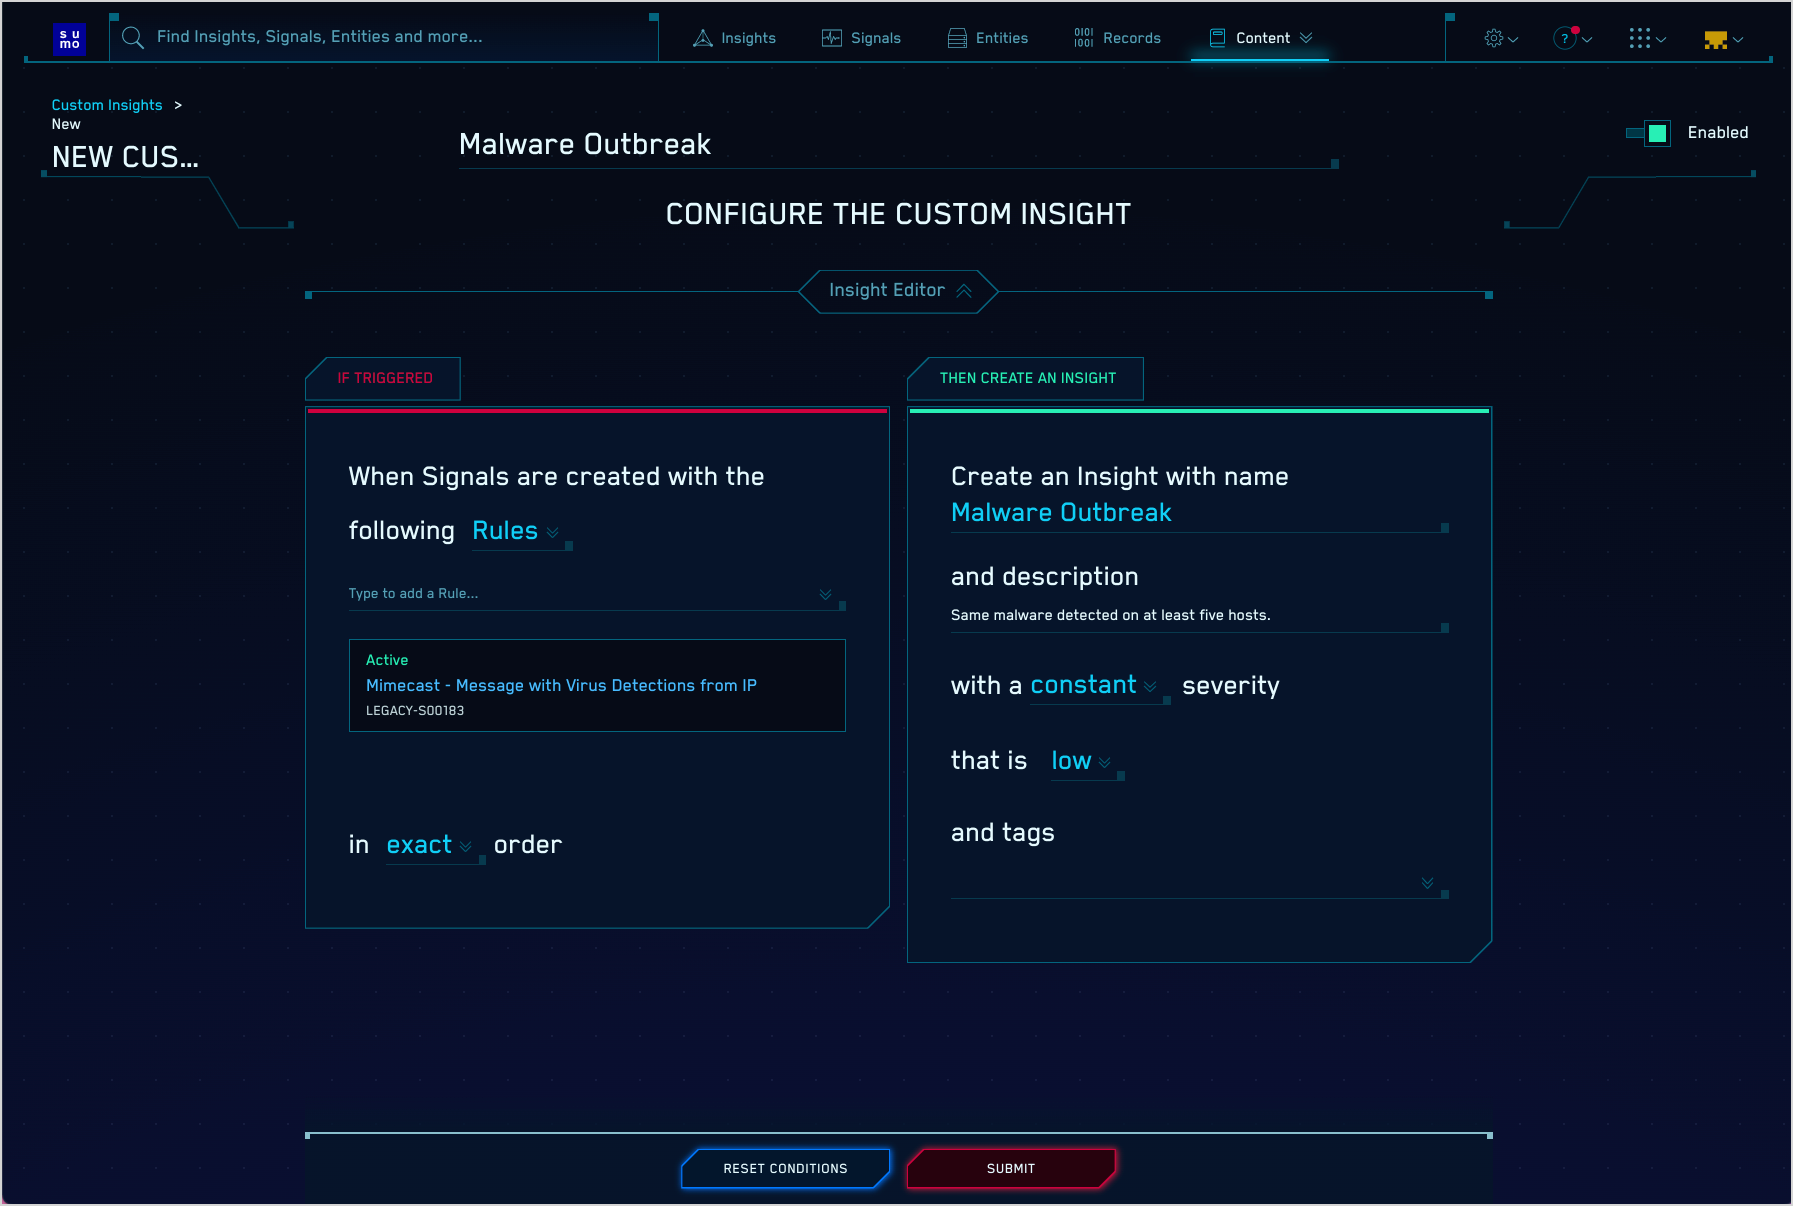 su
mo
Find Insights, Signals, Entities and more...
Insights
Signals
Entities
0101
1001
Records
Content
?
Custom Insights >
New
NEW CUS...
Malware Outbreak
Enabled
CONFIGURE THE CUSTOM INSIGHT
Insight Editor
IF TRIGGERED
When Signals are created with the
following Rules
Type to add a Rule...
Active
Mimecast - Message with Virus Detections from IP
LEGACY-S00183
in exact order
THEN CREATE AN INSIGHT
Create an Insight with name
Malware Outbreak
and description
Same malware detected on at least five hosts.
with a constant severity
that is low
and tags
RESET CONDITIONS
SUBMIT